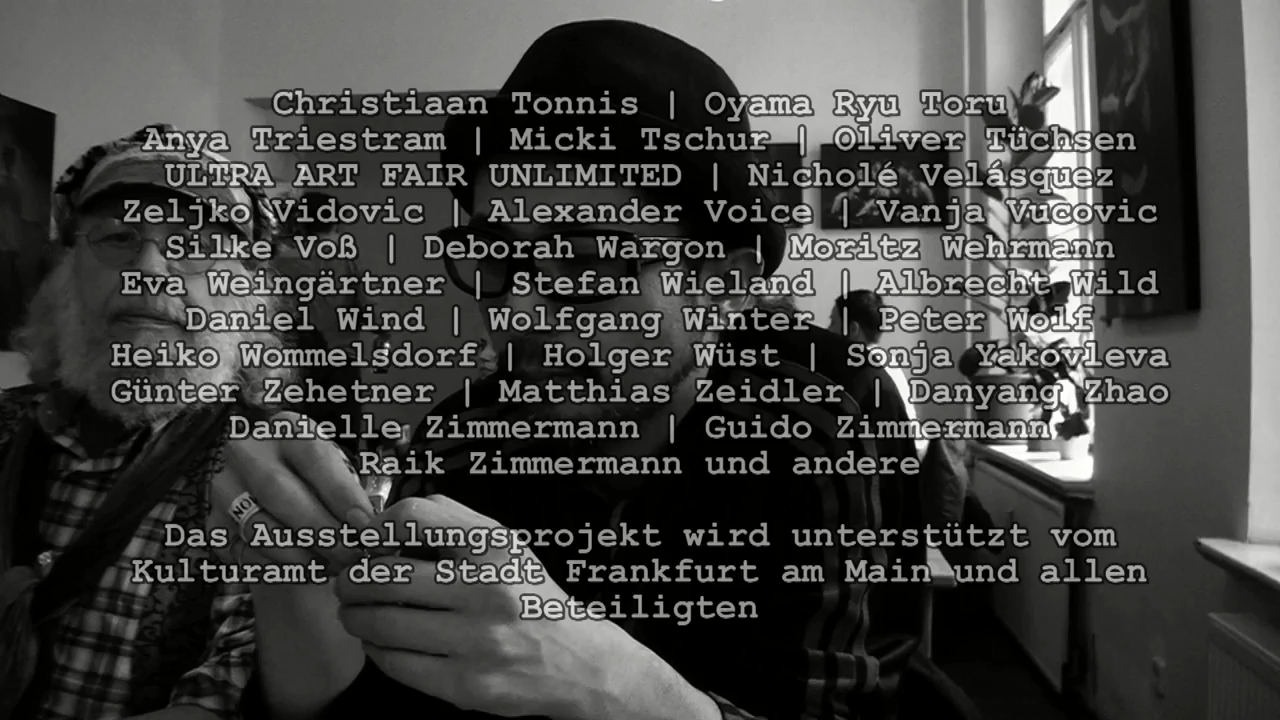 Christiaan Tonnis | Oyama Ryu Toru
Anya Triestram | Micki Tschur | Oliver Tüchsen
ULTRA ART FAIR UNLIMITED | Nicholé Velásquez
Zeljko Vidovic | Alexander Voice | Vanja Vucovic
Silke Voß | Deborah Wargon | Moritz Wehrmann
Eva Weingärtner | Stefan Wieland | Albrecht Wild
Daniel Wind | Wolfgang Winter | Peter Wolf
Heiko Wommelsdorf | Holger Wüst | Sonja Yakovleva
Günter Zehetner | Matthias Zeidler | Danyang Zhao
Danielle Zimmermann | Guido Zimmermann
Raik Zimmermann und andere
Das Ausstellungsprojekt wird unterstützt vom
Kulturamt der Stadt Frankfurt am Main und allen
Beteiligten